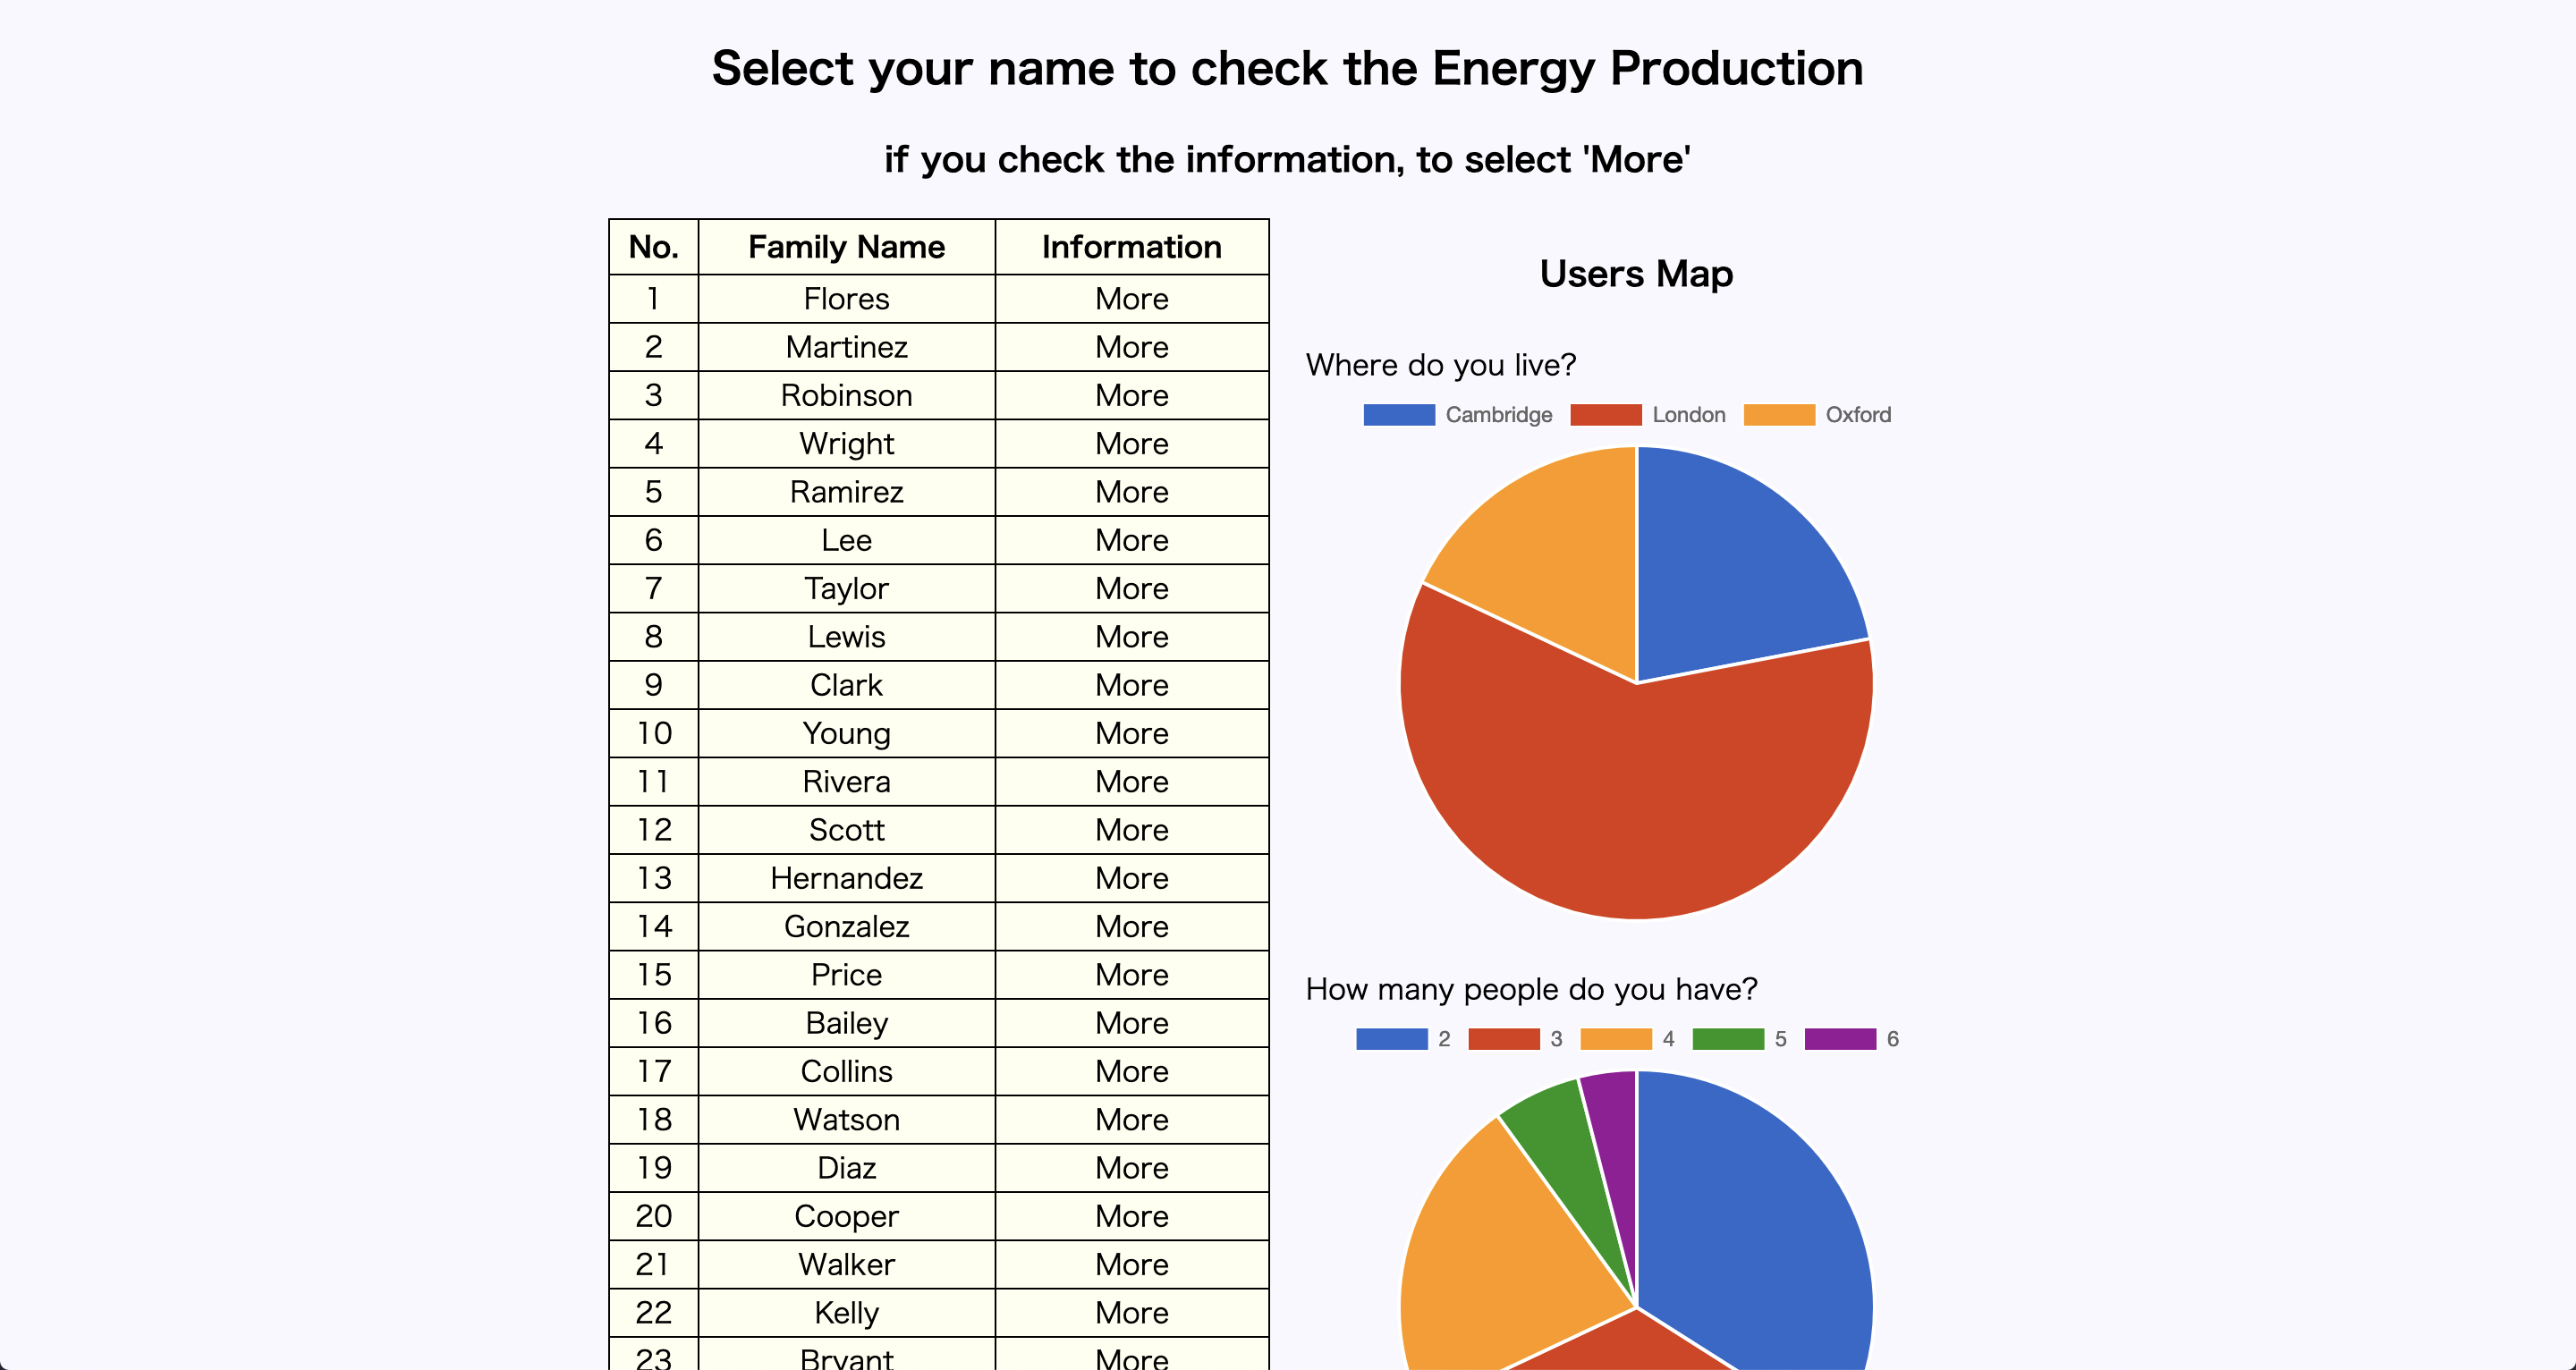 Select your name to check the Energy Production
if you check the information, to select 'More'
No. Family Name Information
1 Flores More
2 Martinez More
3 Robinson More
4 Wright More
5 Ramirez More
6 Lee More
7 Taylor More
8 Lewis More
9 Clark More
10 Young More
11 Rivera More
12 Scott More
13 Hernandez More
14 Gonzalez More
15 Price More
16 Bailey More
17 Collins More
18 Watson More
19 Diaz More
20 Cooper More
21 Walker More
22 Kelly More
23 Bryant More
Users Map
Where do you live?
Cambridge London Oxford
How many people do you have?
2 3 4 5 6